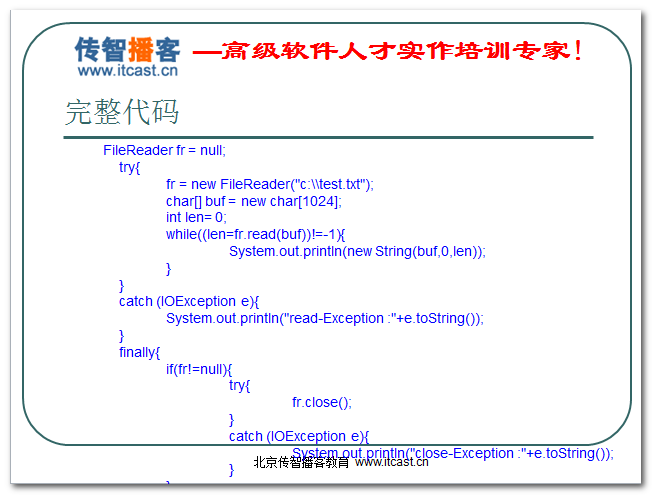 传智播客
www.itcast.cn
—高级软件人才实作培训专家!
完整代码
FileReader fr = null;
try{
fr = new FileReader("c:\\test.txt");
char[] buf = new char[1024];
int len= 0;
while((len=fr.read(buf))!=-1){
System.out.println(new String(buf,0,len));
}
}
catch (IOException e){
System.out.println("read-Exception :"+e.toString());
}
finally{
if(fr!=null){
try{
fr.close();
}
catch (IOException e){
System.out.println("close-Exception :"+e.toString());
北京传智播客教育 www.itcast.cn
}